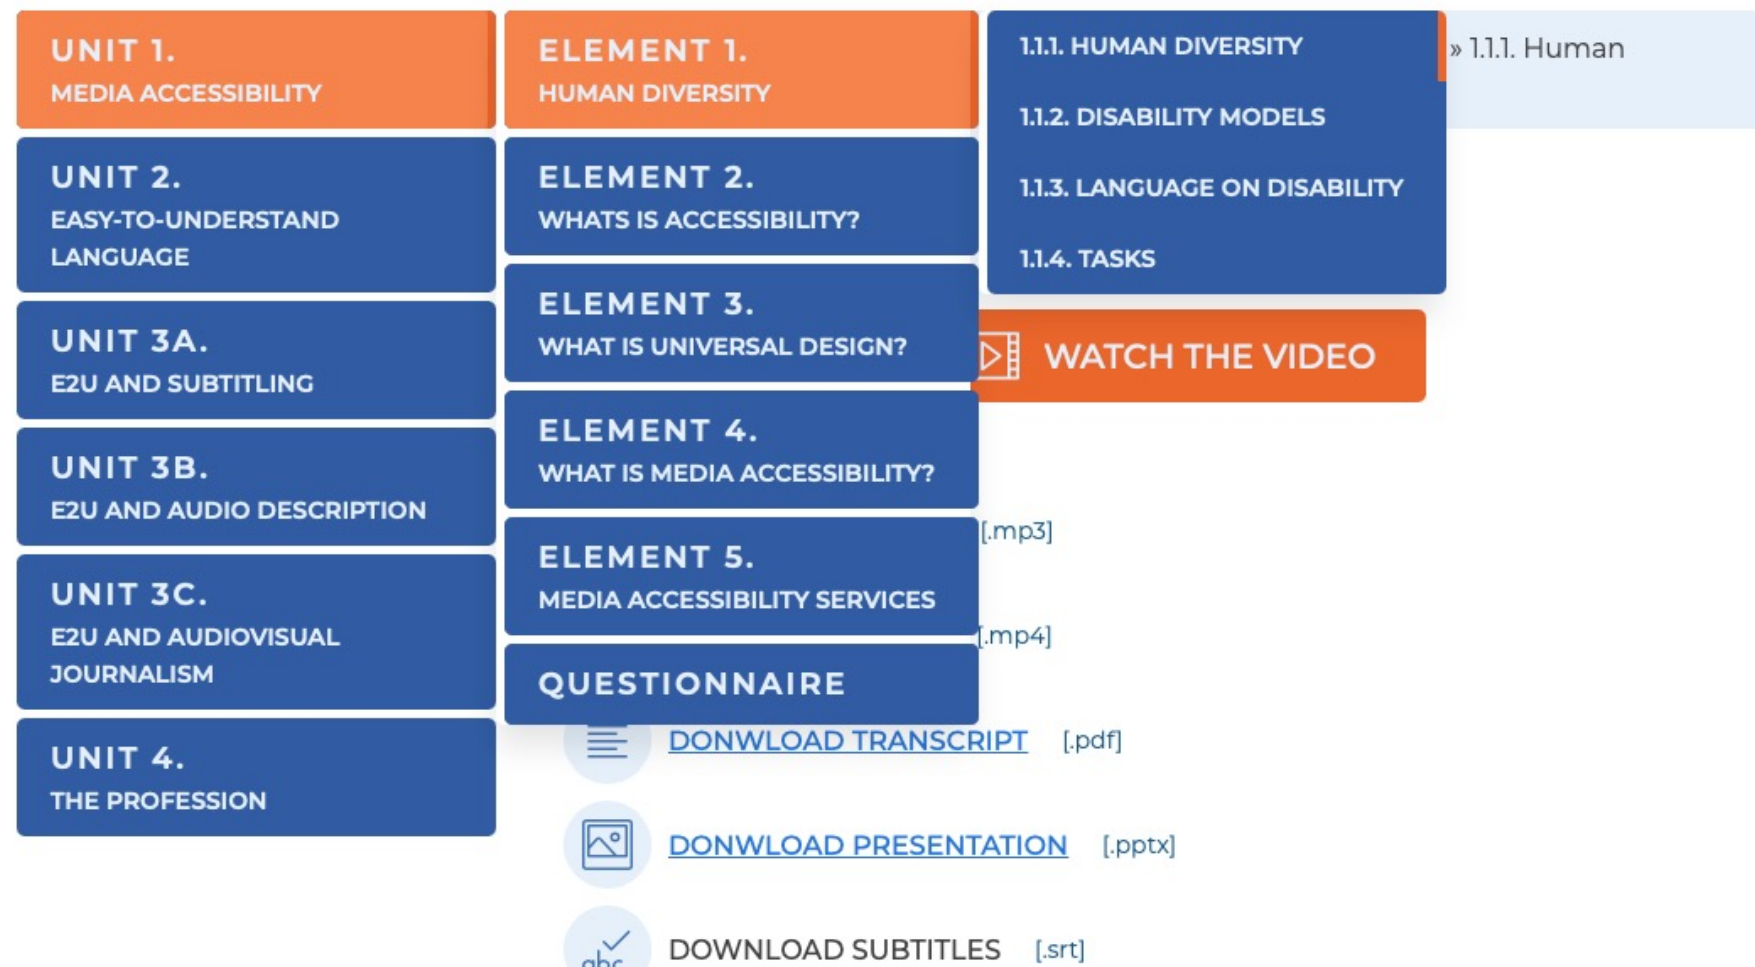 UNIT 1.
MEDIA ACCESSIBILITY
UNIT 2.
EASY-TO-UNDERSTAND
LANGUAGE
UNIT 3A.
E2U AND SUBTITLING
UNIT 3B.
E2U AND AUDIO DESCRIPTION
UNIT 3C.
E2U AND AUDIOVISUAL
JOURNALISM
UNIT 4.
THE PROFESSION
ELEMENT 1.
HUMAN DIVERSITY
ELEMENT 2.
WHATS IS ACCESSIBILITY?
ELEMENT 3.
WHAT IS UNIVERSAL DESIGN?
ELEMENT 4.
WHAT IS MEDIA ACCESSIBILITY?
ELEMENT 5.
MEDIA ACCESSIBILITY SERVICES
QUESTIONNAIRE
1.1.1. HUMAN DIVERSITY
1.1.2. DISABILITY MODELS
1.1.3. LANGUAGE ON DISABILITY
1.1.4. TASKS
» 1.1.1. Human
WATCH THE VIDEO
[.mp3]
[.mp4]
DONWLOAD TRANSCRIPT [.pdf]
DONWLOAD PRESENTATION [.pptx]
abc DOWNLOAD SUBTITLES [.srt]